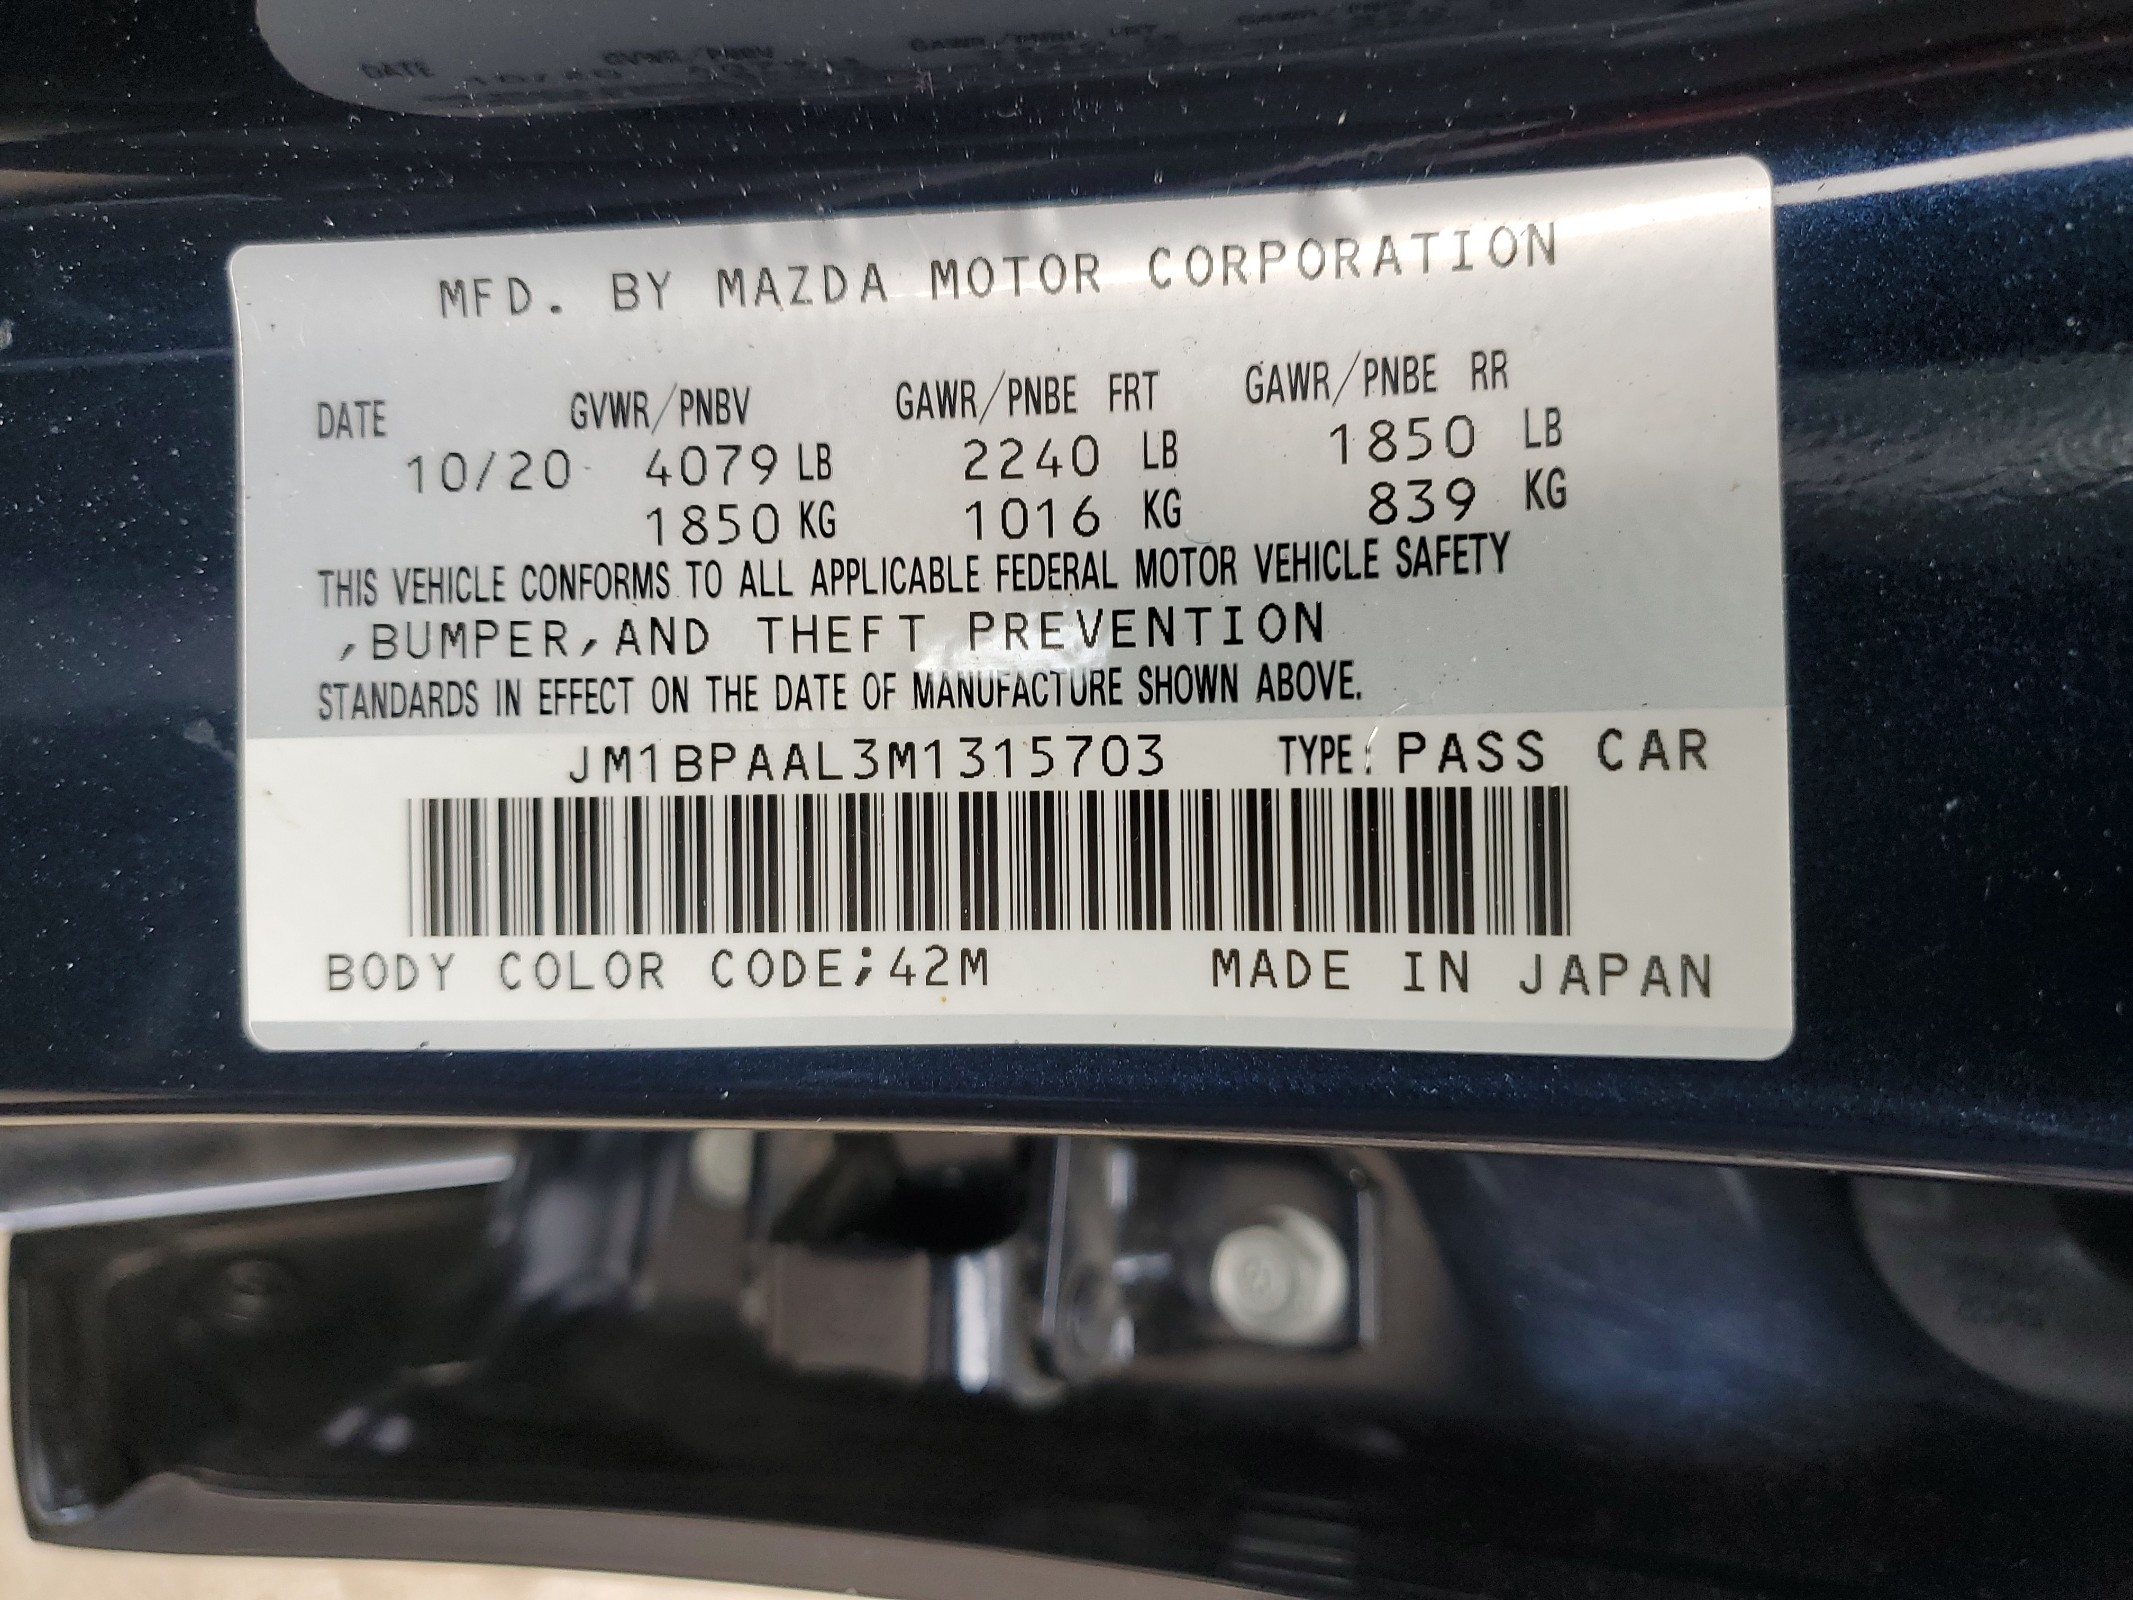 MFD. BY MAZDA MOTOR CORPORATION
DATE GVWR/PNBV GAWR/PNBE FRT GAWR/PNBE RR
10/20 4079 LB 2240 LB 1850 LB
1850 KG 1016 KG 839 KG
THIS VEHICLE CONFORMS TO ALL APPLICABLE FEDERAL MOTOR VEHICLE SAFETY
,BUMPER,AND THEFT PREVENTION
STANDARDS IN EFFECT ON THE DATE OF MANUFACTURE SHOWN ABOVE.
JM1BPAAL3M1315703 TYPE: PASS CAR
BODY COLOR CODE;42M MADE IN JAPAN